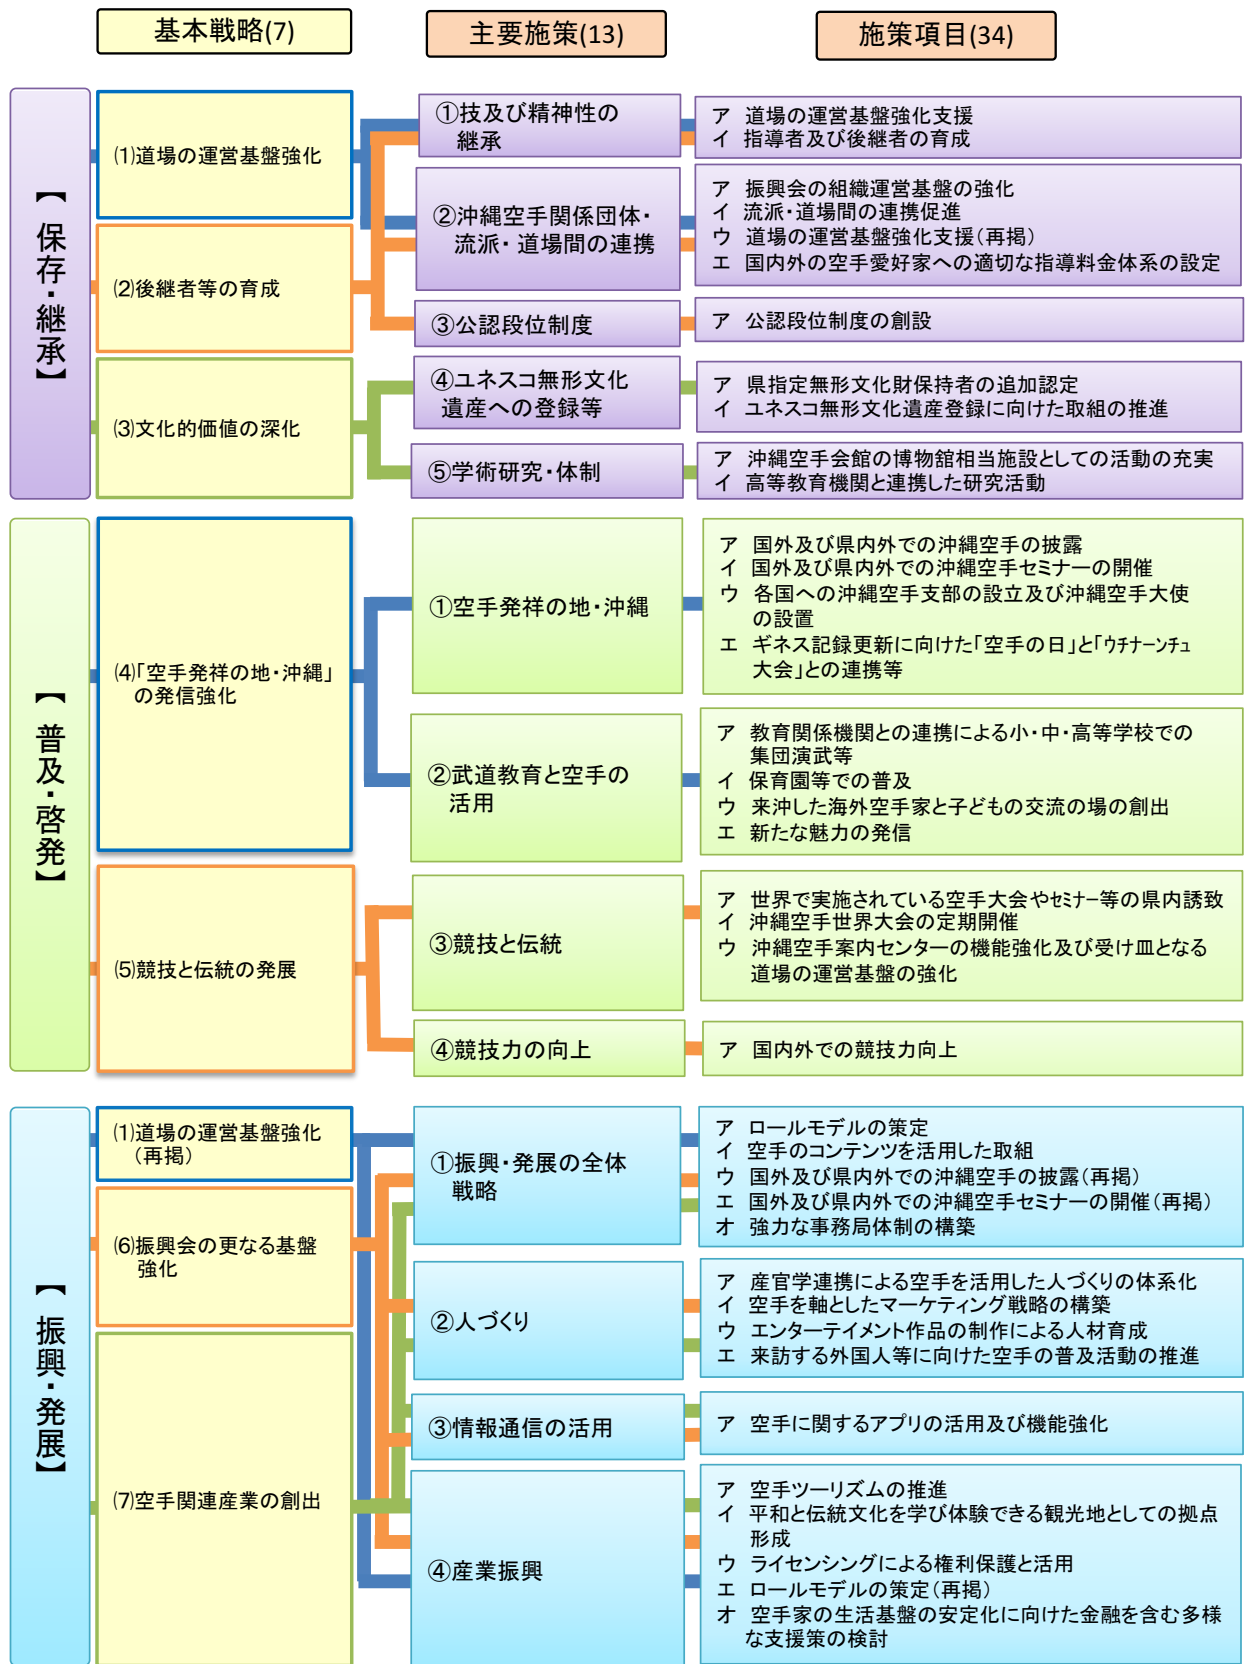 基本戦略(7)
主要施策(13)
施策項目(34)
【保存・継承】
⑴道場の運営基盤強化
⑵後継者等の育成
⑶文化的価値の深化
①技及び精神性の
継承
ア 道場の運営基盤強化支援
イ 指導者及び後継者の育成
②沖縄空手関係団体・
流派・道場間の連携
ア 振興会の組織運営基盤の強化
イ 流派・道場間の連携促進
ウ 道場の運営基盤強化支援(再掲)
エ 国内外の空手愛好家への適切な指導料金体系の設定
③公認段位制度
ア 公認段位制度の創設
④ユネスコ無形文化
遺産への登録等
ア 県指定無形文化財保持者の追加認定
イ ユネスコ無形文化遺産登録に向けた取組の推進
⑤学術研究・体制
ア 沖縄空手会館の博物館相当施設としての活動の充実
イ 高等教育機関と連携した研究活動
【普及・啓発】
⑷「空手発祥の地・沖縄」
の発信強化
⑸競技と伝統の発展
①空手発祥の地・沖縄
ア 国外及び県内外での沖縄空手の披露
イ 国外及び県内外での沖縄空手セミナーの開催
ウ 各国への沖縄空手支部の設立及び沖縄空手大使
の設置
エ ギネス記録更新に向けた「空手の日」と「ウチナーンチュ
大会」との連携等
②武道教育と空手の
活用
ア 教育関係機関との連携による小・中・高等学校での
集団演武等
イ 保育園等での普及
ウ 来沖した海外空手家と子どもの交流の場の創出
エ 新たな魅力の発信
③競技と伝統
ア 世界で実施されている空手大会やセミナー等の県内誘致
イ 沖縄空手世界大会の定期開催
ウ 沖縄空手案内センターの機能強化及び受け皿となる
道場の運営基盤の強化
④競技力の向上
ア 国内外での競技力向上
【振興・発展】
⑴道場の運営基盤強化
(再掲)
⑹振興会の更なる基盤
強化
⑺空手関連産業の創出
①振興・発展の全体
戦略
ア ロールモデルの策定
イ 空手のコンテンツを活用した取組
ウ 国外及び県内外での沖縄空手の披露(再掲)
エ 国外及び県内外での沖縄空手セミナーの開催(再掲)
オ 強力な事務局体制の構築
②人づくり
ア 産官学連携による空手を活用した人づくりの体系化
イ 空手を軸としたマーケティング戦略の構築
ウ エンターテイメント作品の制作による人材育成
エ 来訪する外国人等に向けた空手の普及活動の推進
③情報通信の活用
ア 空手に関するアプリの活用及び機能強化
④産業振興
ア 空手ツーリズムの推進
イ 平和と伝統文化を学び体験できる観光地としての拠点
形成
ウ ライセンシングによる権利保護と活用
エ ロールモデルの策定(再掲)
オ 空手家の生活基盤の安定化に向けた金融を含む多様
な支援策の検討